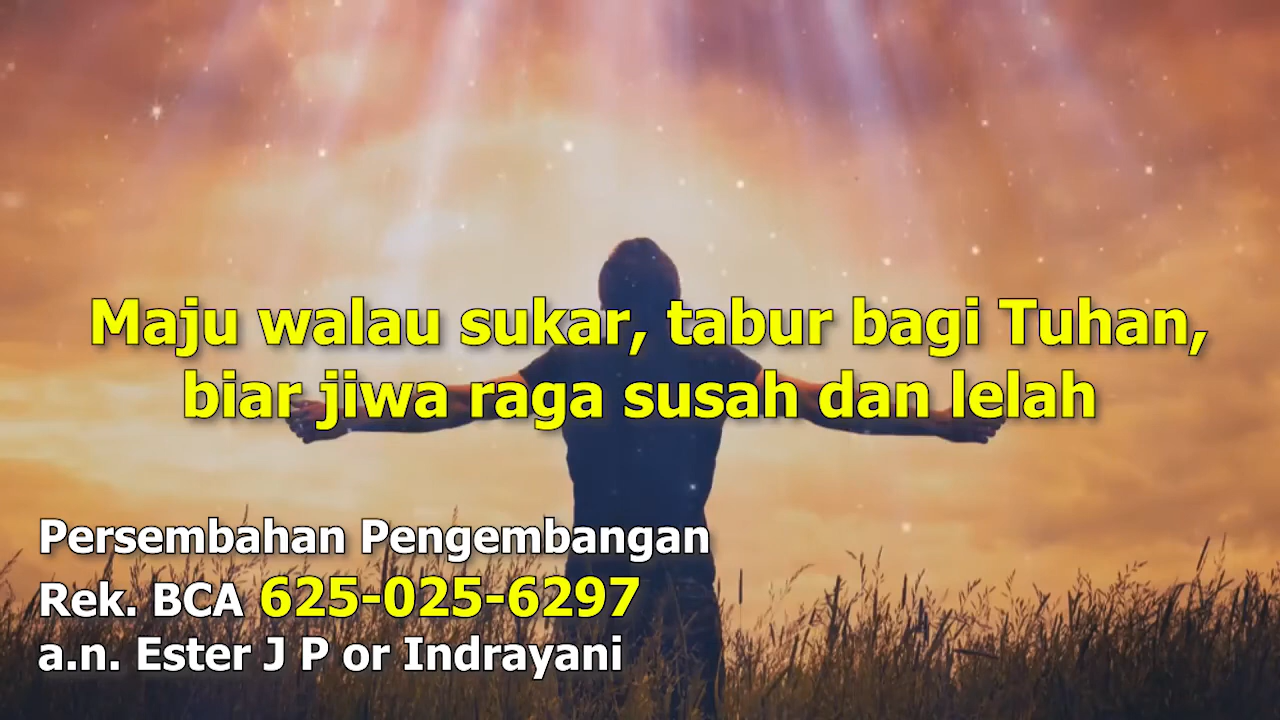 Maju walau sukar, tabur bagi Tuhan,
biar jiwa raga susah dan lelah
Persembahan Pengembangan
Rek. BCA 625-025-6297
a.n. Ester J P or Indrayani